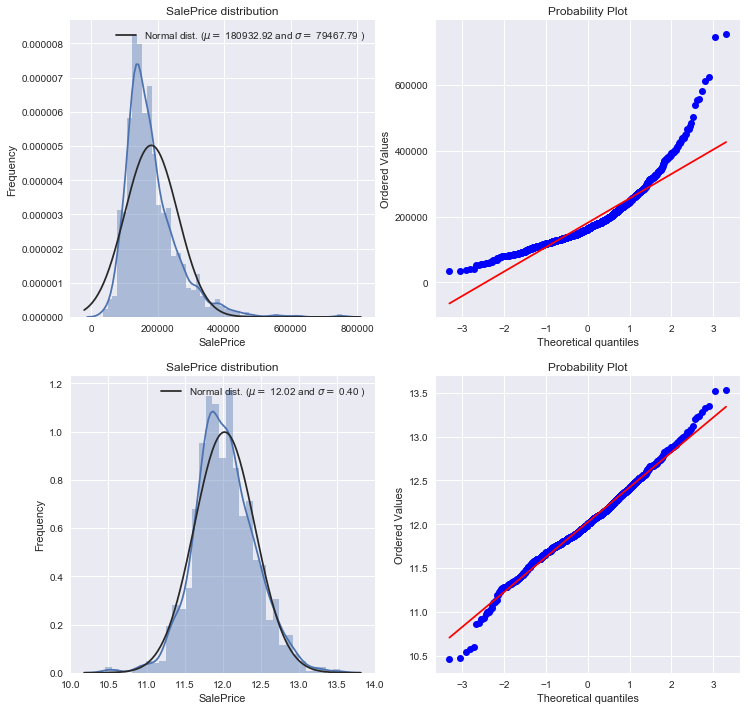 SalePrice distribution
Normal dist. (μ = 180932.92 and σ = 79467.79 )
0.000008
0.000007
0.000006
0.000005
0.000004
0.000003
0.000002
0.000001
0.000000
Frequency
0 200000 400000 600000 800000
SalePrice
Probability Plot
600000
400000
200000
0
Ordered Values
−3 −2 −1 0 1 2 3
Theoretical quantiles
SalePrice distribution
Normal dist. (μ = 12.02 and σ = 0.40 )
1.2
1.0
0.8
0.6
0.4
0.2
0.0
Frequency
10.0 10.5 11.0 11.5 12.0 12.5 13.0 13.5 14.0
SalePrice
Probability Plot
13.5
13.0
12.5
12.0
11.5
11.0
10.5
Ordered Values
−3 −2 −1 0 1 2 3
Theoretical quantiles